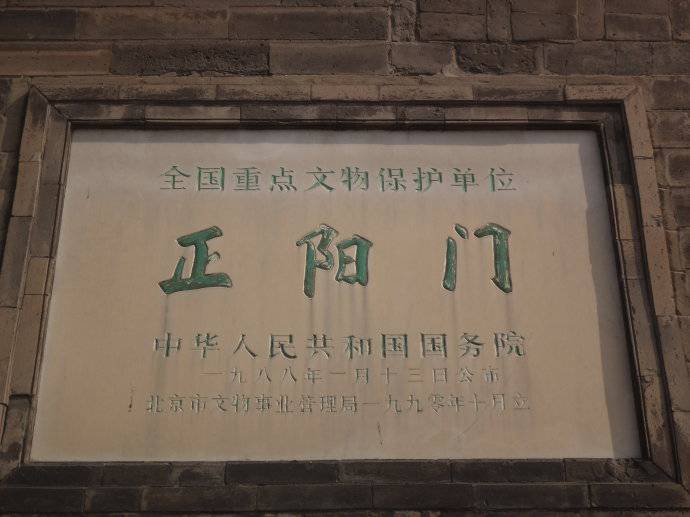 全国重点文物保护单位
正阳门
中华人民共和国国务院
一九八八年一月十三日公布
北京市文物事业管理局一九九零年十月立